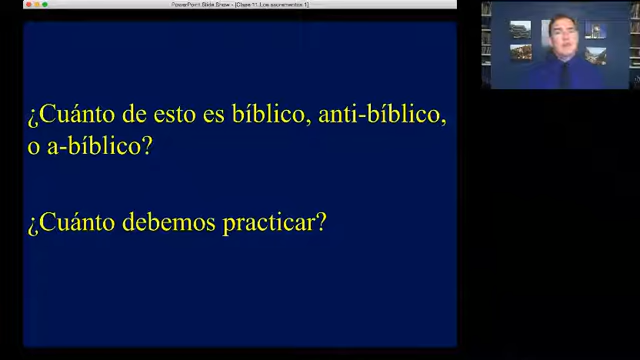 PowerPoint Slide Show - [Clase 11 Los sacramentos 1]
¿Cuánto de esto es bíblico, anti-bíblico,
o a-bíblico?
¿Cuánto debemos practicar?